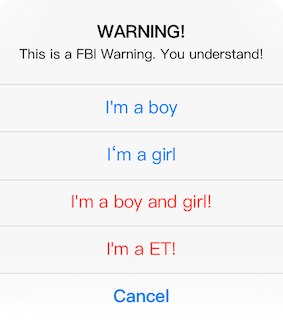 WARNING!
This is a FBI Warning. You understand!
I'm a boy
I‘m a girl
I'm a boy and girl!
I'm a ET!
Cancel